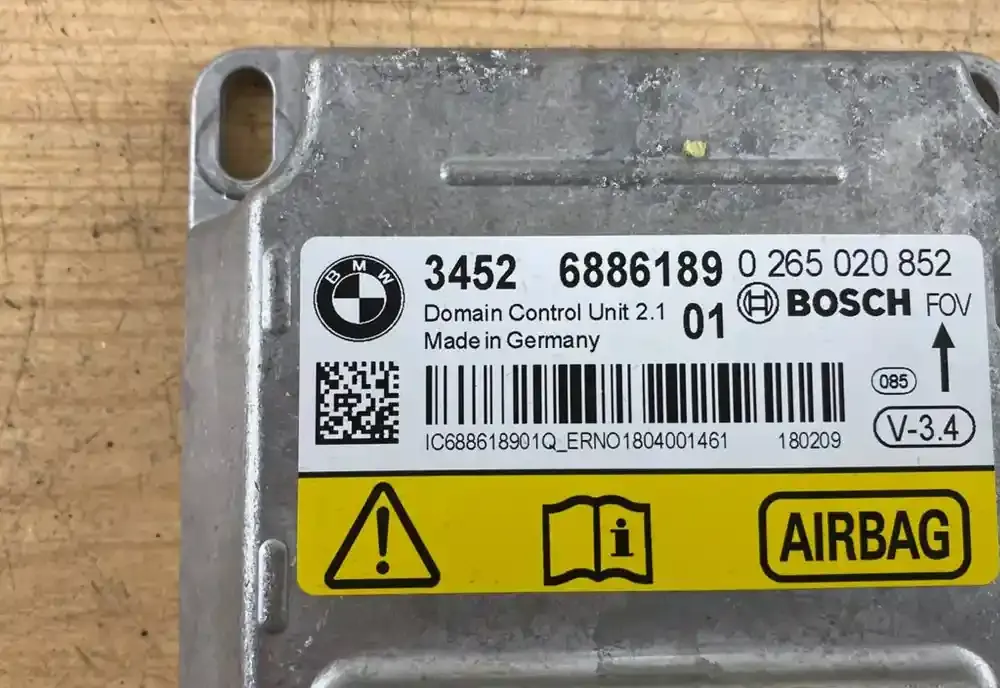 BMW
3452 6886189 0 265 020 852
Domain Control Unit 2.1 01 BOSCH FOV
Made in Germany
085
V-3.4
IC688618901Q_ERNO1804001461 180209
i
AIRBAG